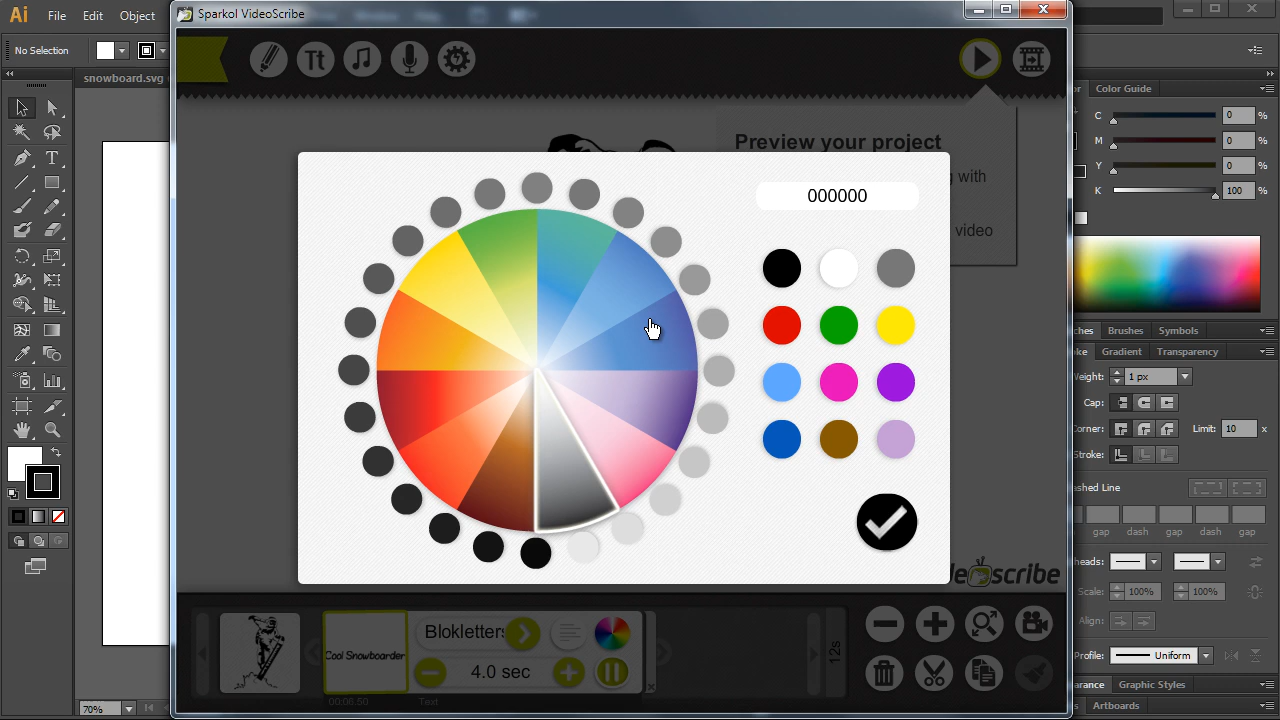 Ai File Edit Object
Sparkol VideoScribe
No Selection
snowboard.svg
Tt
Color Guide
C 0 %
M 0 %
Y 0 %
K 100 %
Preview your project
with
video
000000
Brushes Symbols
Gradient Transparency
Weight: 1 px
Cap:
Corner: Limit: 10 x
Stroke:
ashed Line
dash gap dash gap
100% 100%
Align:
Profile: Uniform
Graphic Styles
Artboards
Cool Snowboarder
Blokletters
4.0 sec
00:06.50 Text
12s
70%